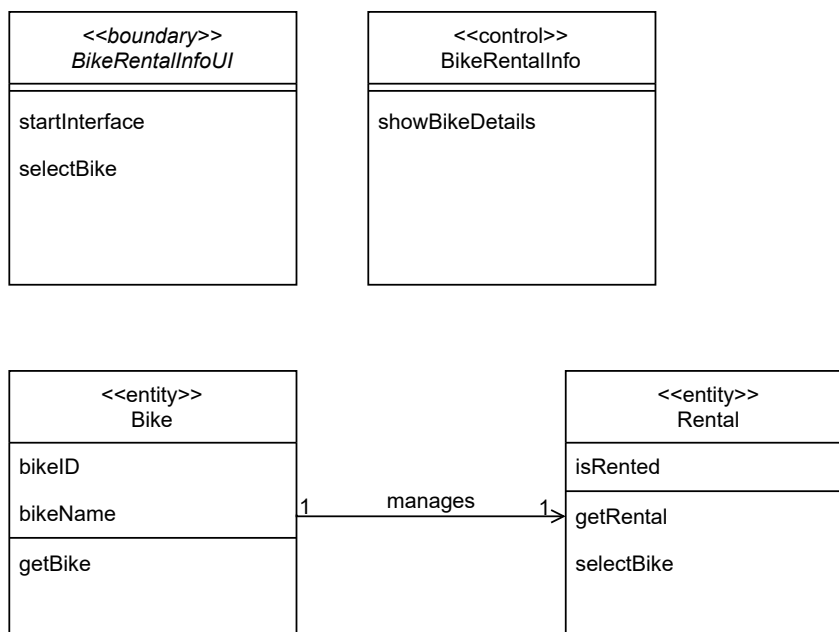 <<boundary>>
BikeRentalInfoUI
startInterface
selectBike
<<control>>
BikeRentalInfo
showBikeDetails
<<entity>>
Bike
bikeID
bikeName
getBike
1 manages 1
<<entity>>
Rental
isRented
getRental
selectBike